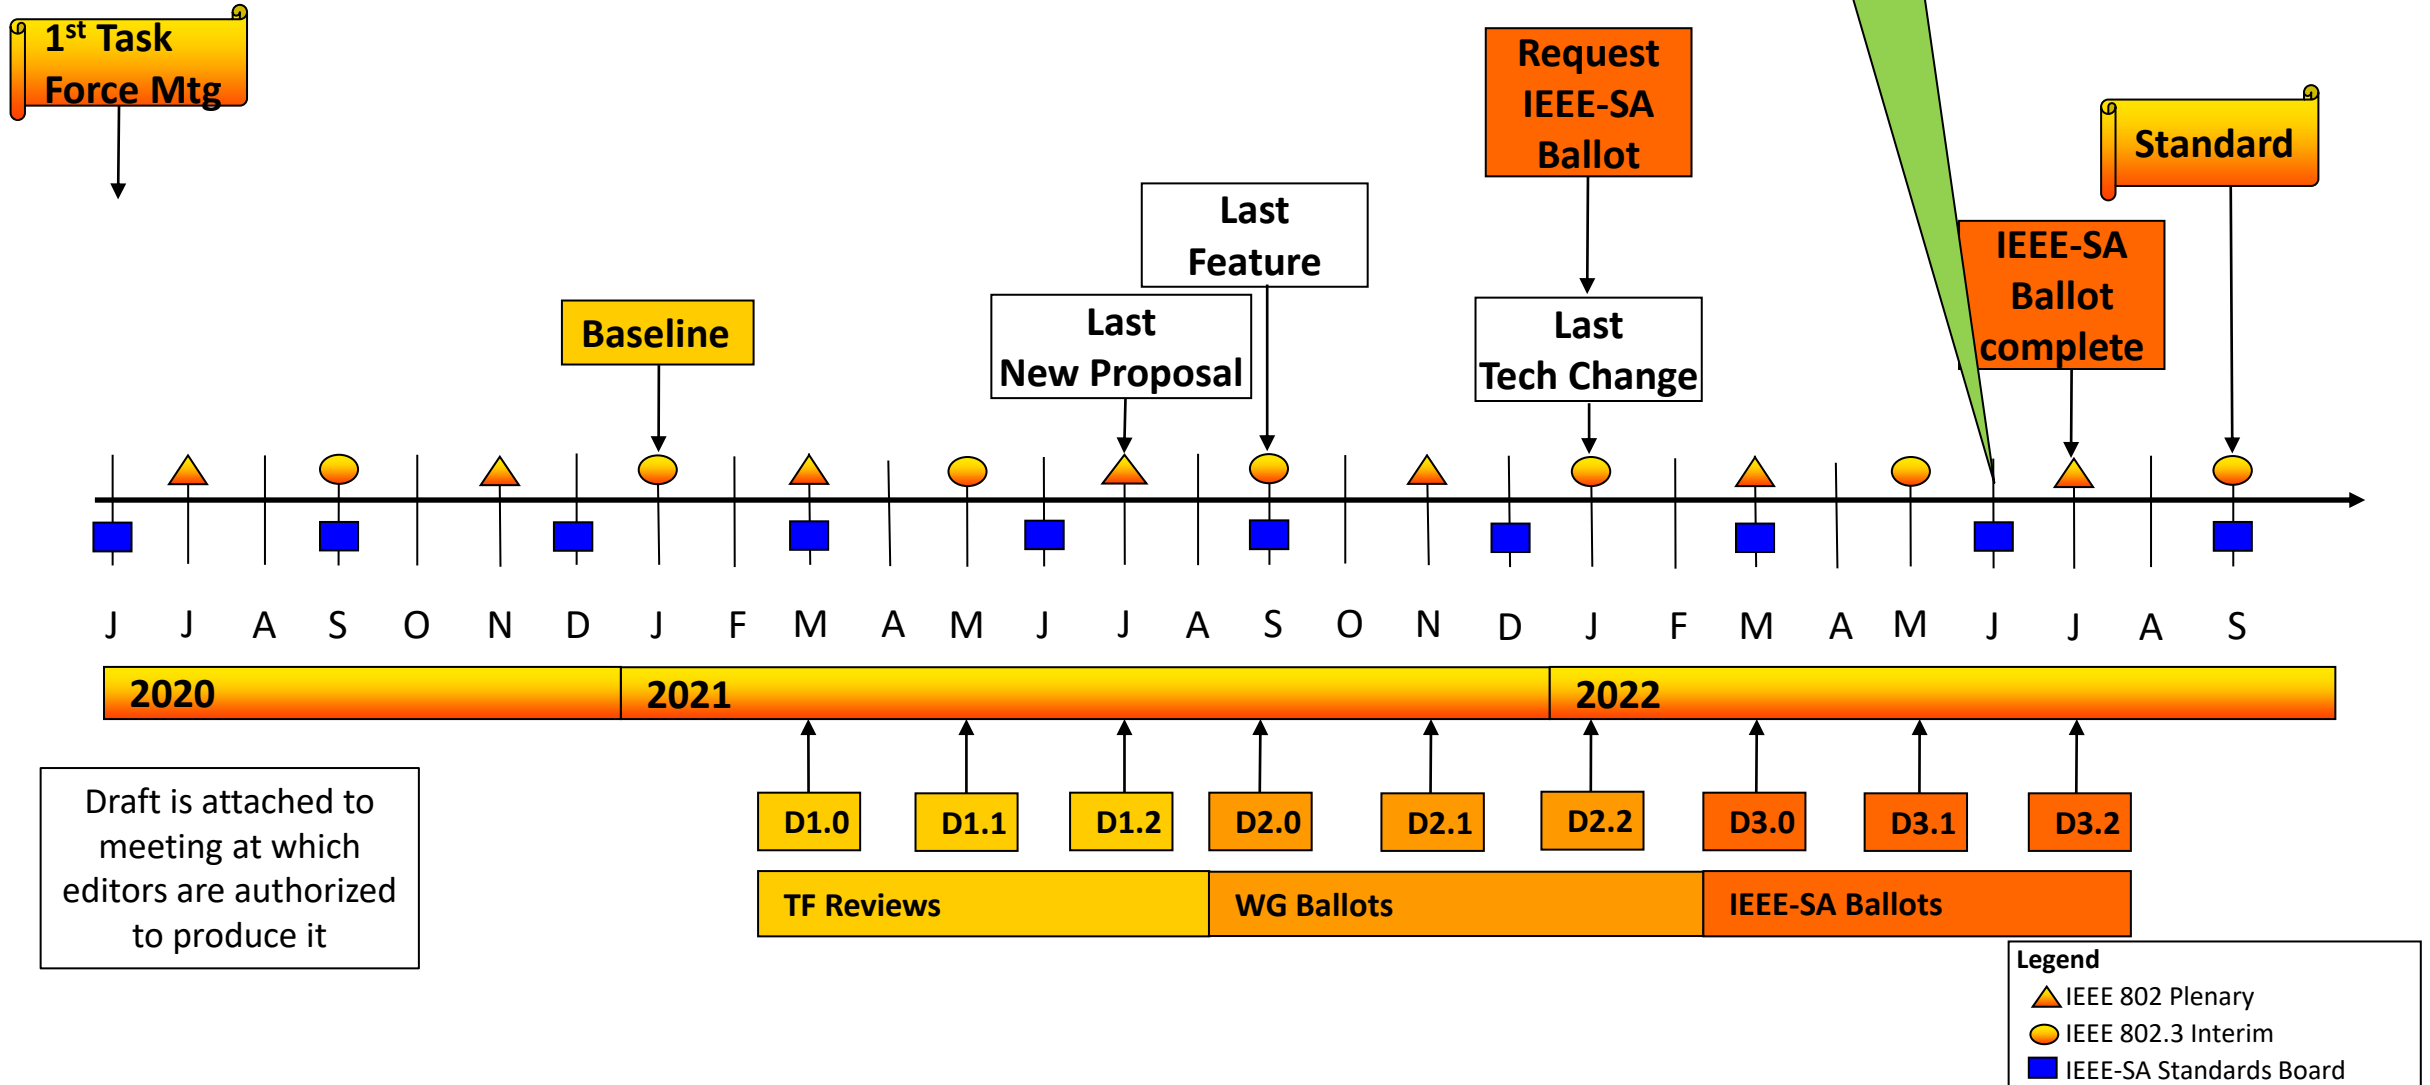 1st Task
Force Mtg
Request
IEEE-SA
Ballot
Standard
Last
Feature
IEEE-SA
Ballot
complete
Baseline
Last
New Proposal
Last
Tech Change
J J A S O N D J F M A M J J A S O N D J F M A M J J A S
2020 2021 2022
D1.0 D1.1 D1.2 D2.0 D2.1 D2.2 D3.0 D3.1 D3.2
TF Reviews WG Ballots IEEE-SA Ballots
Draft is attached to
meeting at which
editors are authorized
to produce it
Legend
IEEE 802 Plenary
IEEE 802.3 Interim
IEEE-SA Standards Board